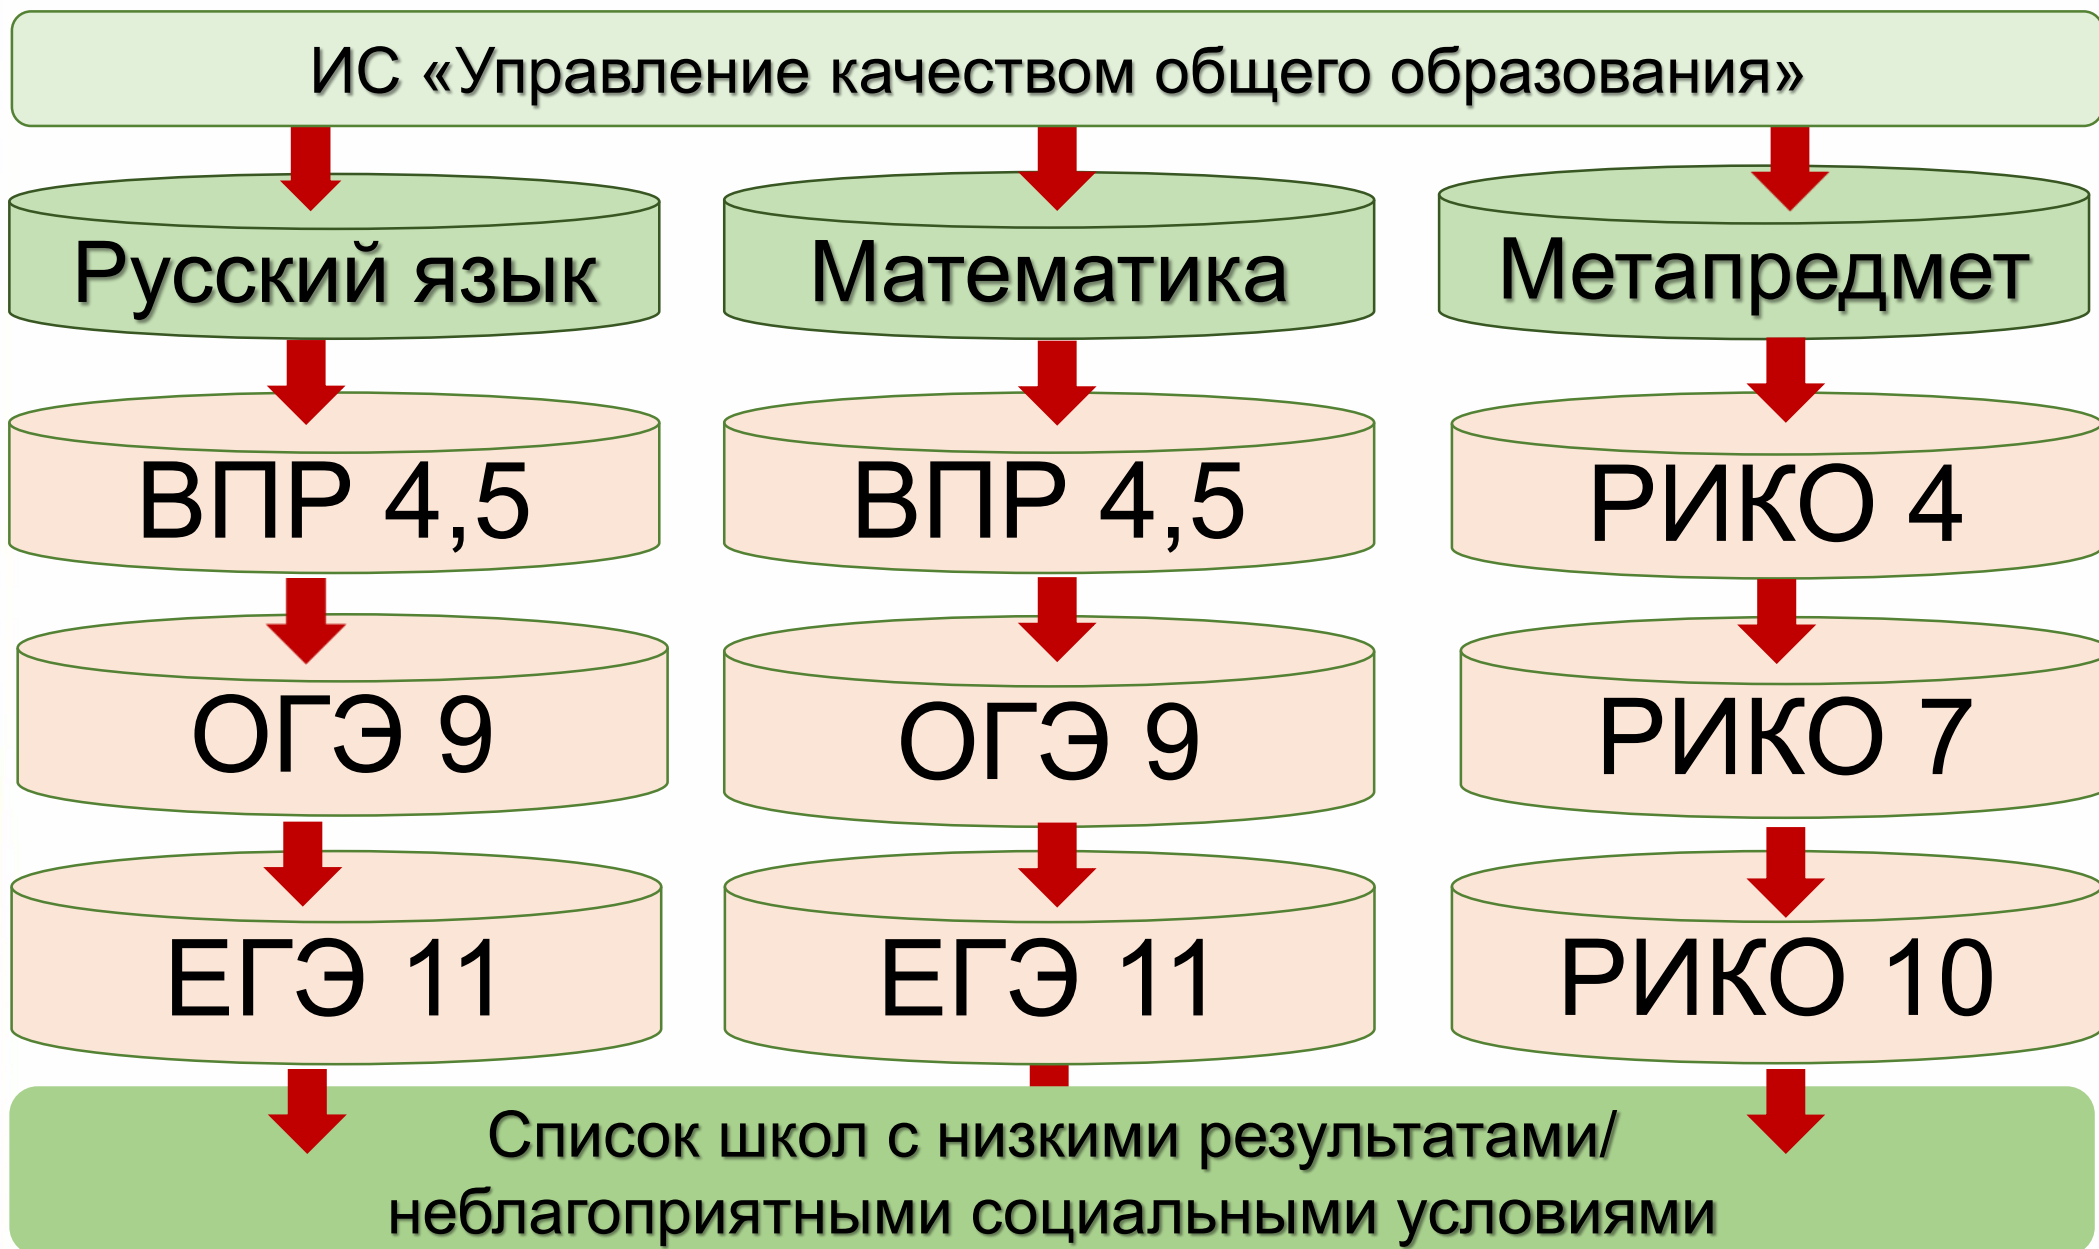 ИС «Управление качеством общего образования»
Русский язык
Математика
Метапредмет
ВПР 4,5
ВПР 4,5
РИКО 4
ОГЭ 9
ОГЭ 9
РИКО 7
ЕГЭ 11
ЕГЭ 11
РИКО 10
Список школ с низкими результатами/
неблагоприятными социальными условиями